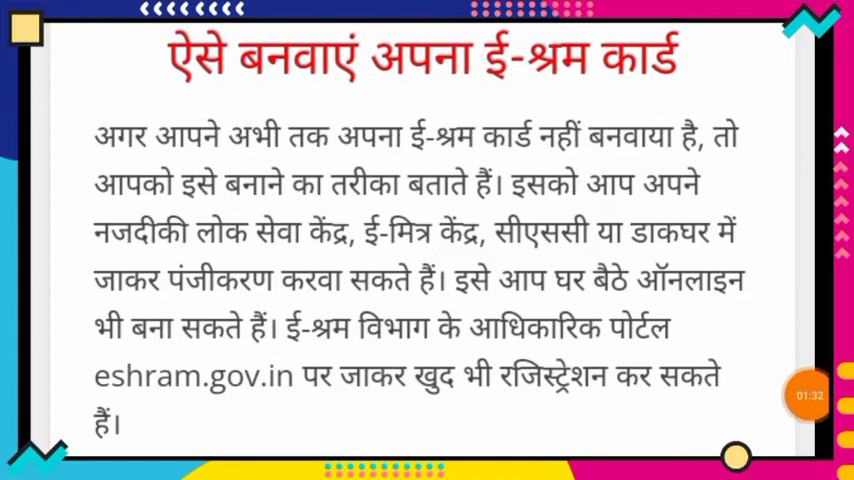 ऐसे बनवाएं अपना ई-श्रम कार्ड
अगर आपने अभी तक अपना ई-श्रम कार्ड नहीं बनवाया है, तो
आपको इसे बनाने का तरीका बताते हैं। इसको आप अपने
नजदीकी लोक सेवा केंद्र, ई-मित्र केंद्र, सीएससी या डाकघर में
जाकर पंजीकरण करवा सकते हैं। इसे आप घर बैठे ऑनलाइन
भी बना सकते हैं। ई-श्रम विभाग के आधिकारिक पोर्टल
eshram.gov.in पर जाकर खुद भी रजिस्ट्रेशन कर सकते
हैं।
01:32